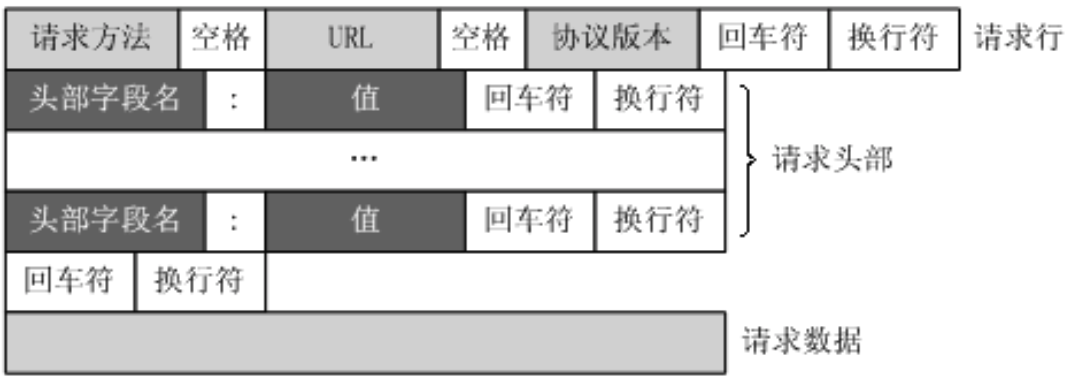 请求方法 空格 URL 空格 协议版本 回车符 换行符 请求行
头部字段名 : 值 回车符 换行符
… 请求头部
头部字段名 : 值 回车符 换行符
回车符 换行符
请求数据